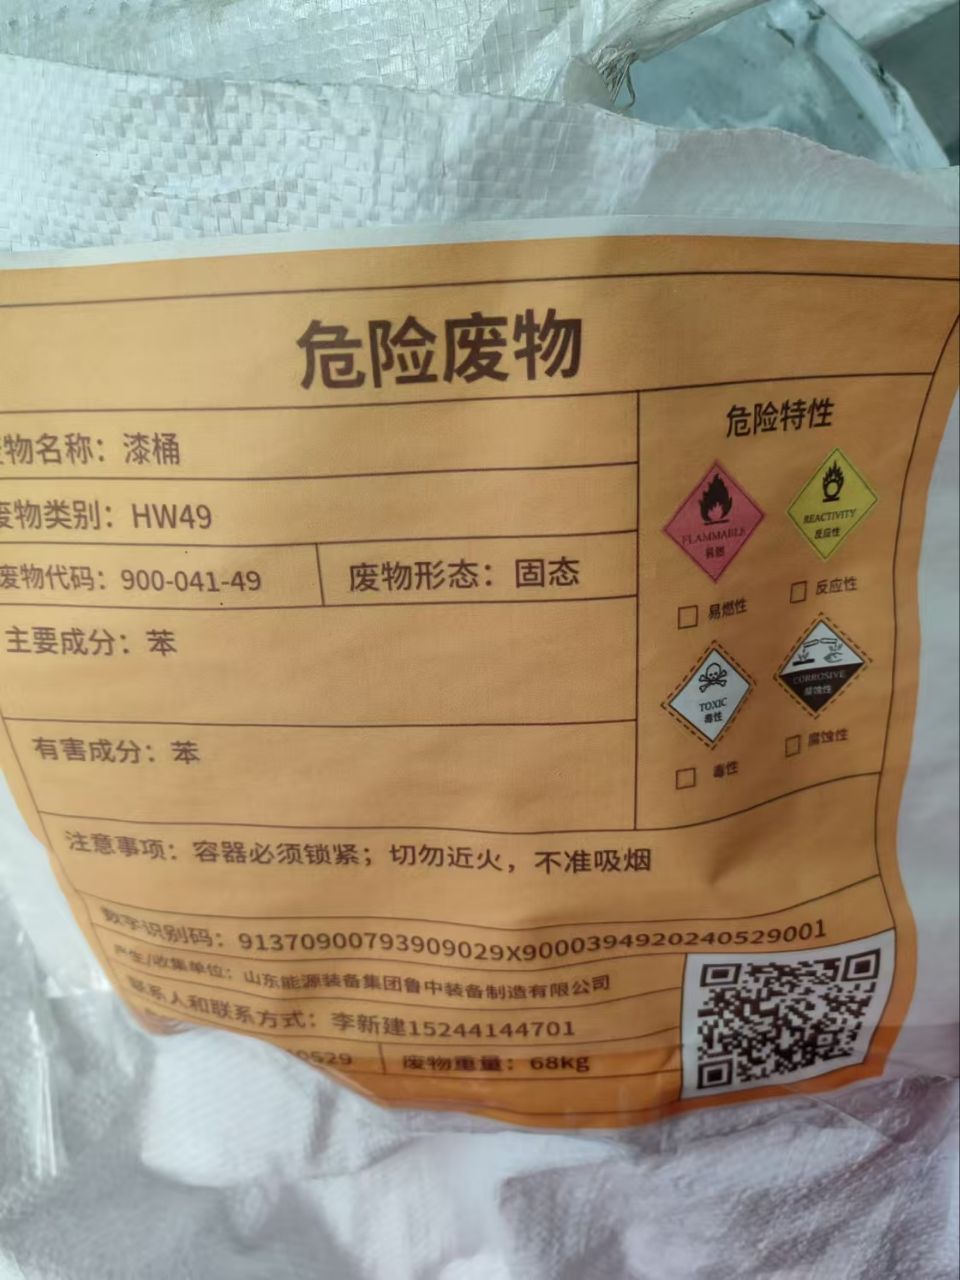 危险废物
废物名称：漆桶
废物类别：HW49
废物代码：900-041-49
废物形态：固态
主要成分：苯
有害成分：苯
危险特性
FLAMMABLE
易燃
REACTIVITY
反应性
易燃性
反应性
TOXIC
毒性
CORROSIVE
腐蚀性
毒性
腐蚀性
注意事项：容器必须锁紧；切勿近火，不准吸烟
数字识别码：91370900793909029X9000394920240529001
产生/收集单位：山东能源装备集团鲁中装备制造有限公司
联系人和联系方式：李新建15244144701
0529
废物重量：68kg